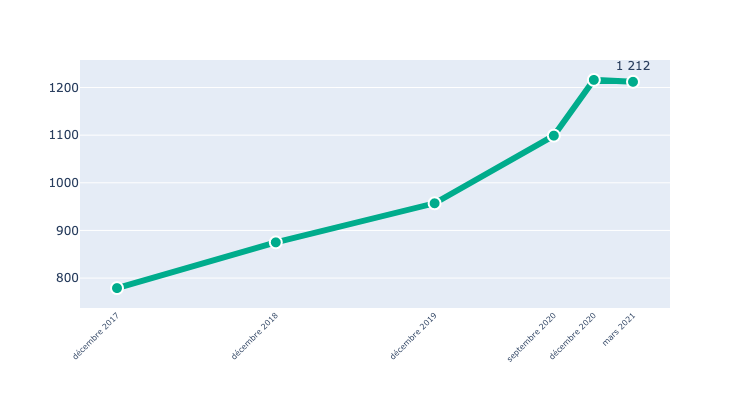 1 212
1200
1100
1000
900
800
décembre 2017
décembre 2018
décembre 2019
septembre 2020
décembre 2020
mars 2021